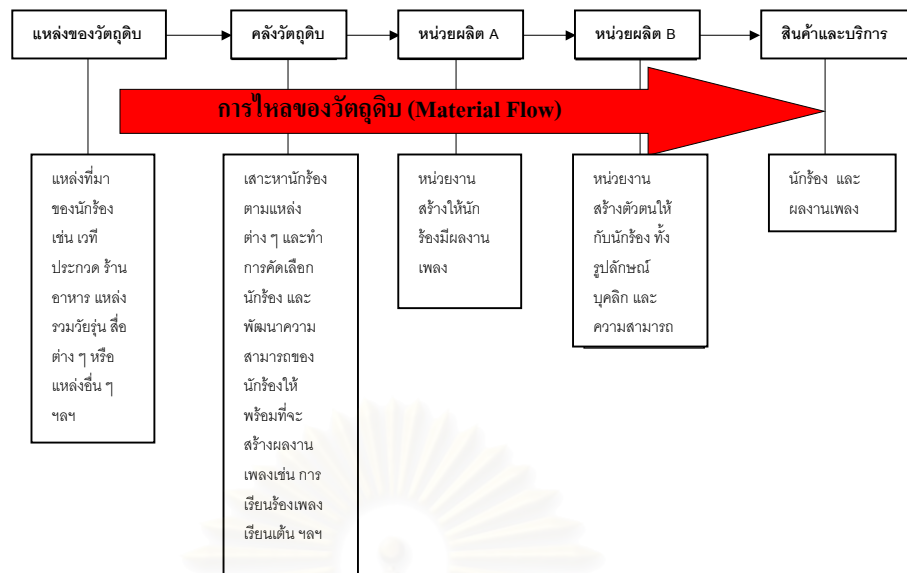 แหล่งของวัตถุดิบ
คลังวัตถุดิบ
หน่วยผลิต A
หน่วยผลิต B
สินค้าและบริการ
การไหลของวัตถุดิบ (Material Flow)
แหล่งที่มา
ของนักร้อง
เช่น เวที
ประกวด ร้าน
อาหาร แหล่ง
รวมวัยรุ่น สื่อ
ต่าง ๆ หรือ
แหล่งอื่น ๆ
ฯลฯ
เสาะหานักร้อง
ตามแหล่ง
ต่าง ๆ และทำ
การคัดเลือก
นักร้อง และ
พัฒนาความ
สามารถของ
นักร้องให้
พร้อมที่จะ
สร้างผลงาน
เพลงเช่น การ
เรียนร้องเพลง
เรียนเต้น ฯลฯ
หน่วยงาน
สร้างให้นัก
ร้องมีผลงาน
เพลง
หน่วยงาน
สร้างตัวตนให้
กับนักร้อง ทั้ง
รูปลักษณ์
บุคลิก และ
ความสามารถ
นักร้อง และ
ผลงานเพลง